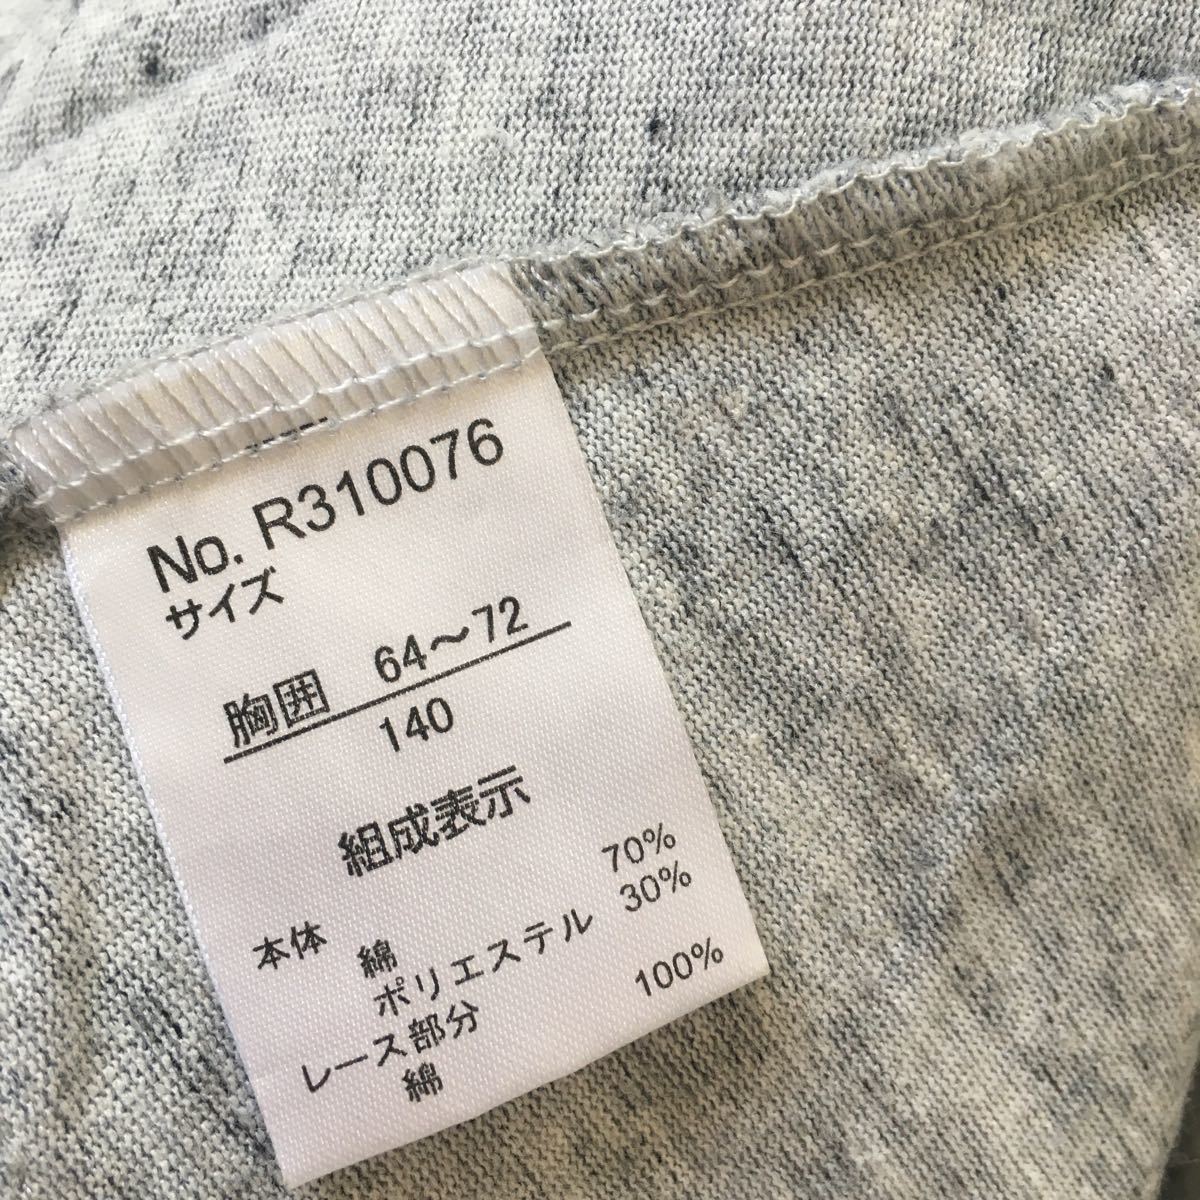 No. R310076
サイズ
胸囲 64～72
140
組成表示
本体
綿 70%
ポリエステル 30%
レース部分
綿 100%